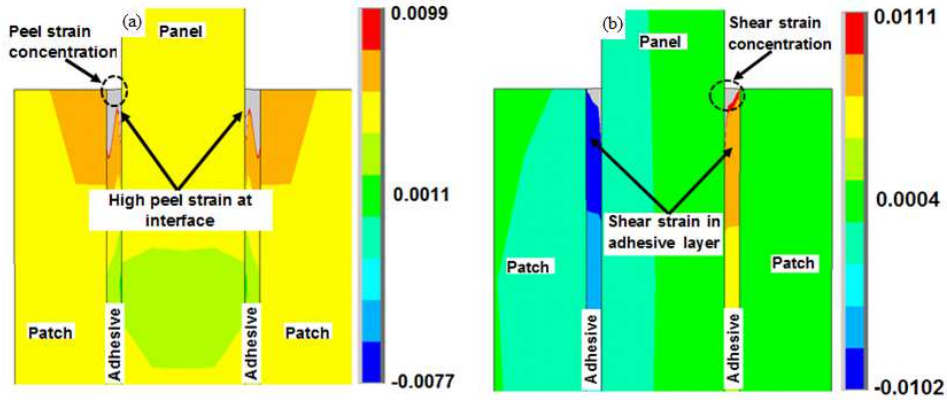 (a)
Panel
Peel strain
concentration
0.0099
High peel strain at
interface
0.0011
Patch
Adhesive
Adhesive
Patch
-0.0077
(b)
Panel
Shear strain
concentration
0.0111
Shear strain in
adhesive layer
0.0004
Patch
Patch
Adhesive
Adhesive
-0.0102